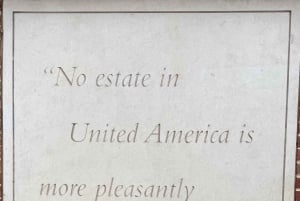 “No estate in
United America is
more pleasantly